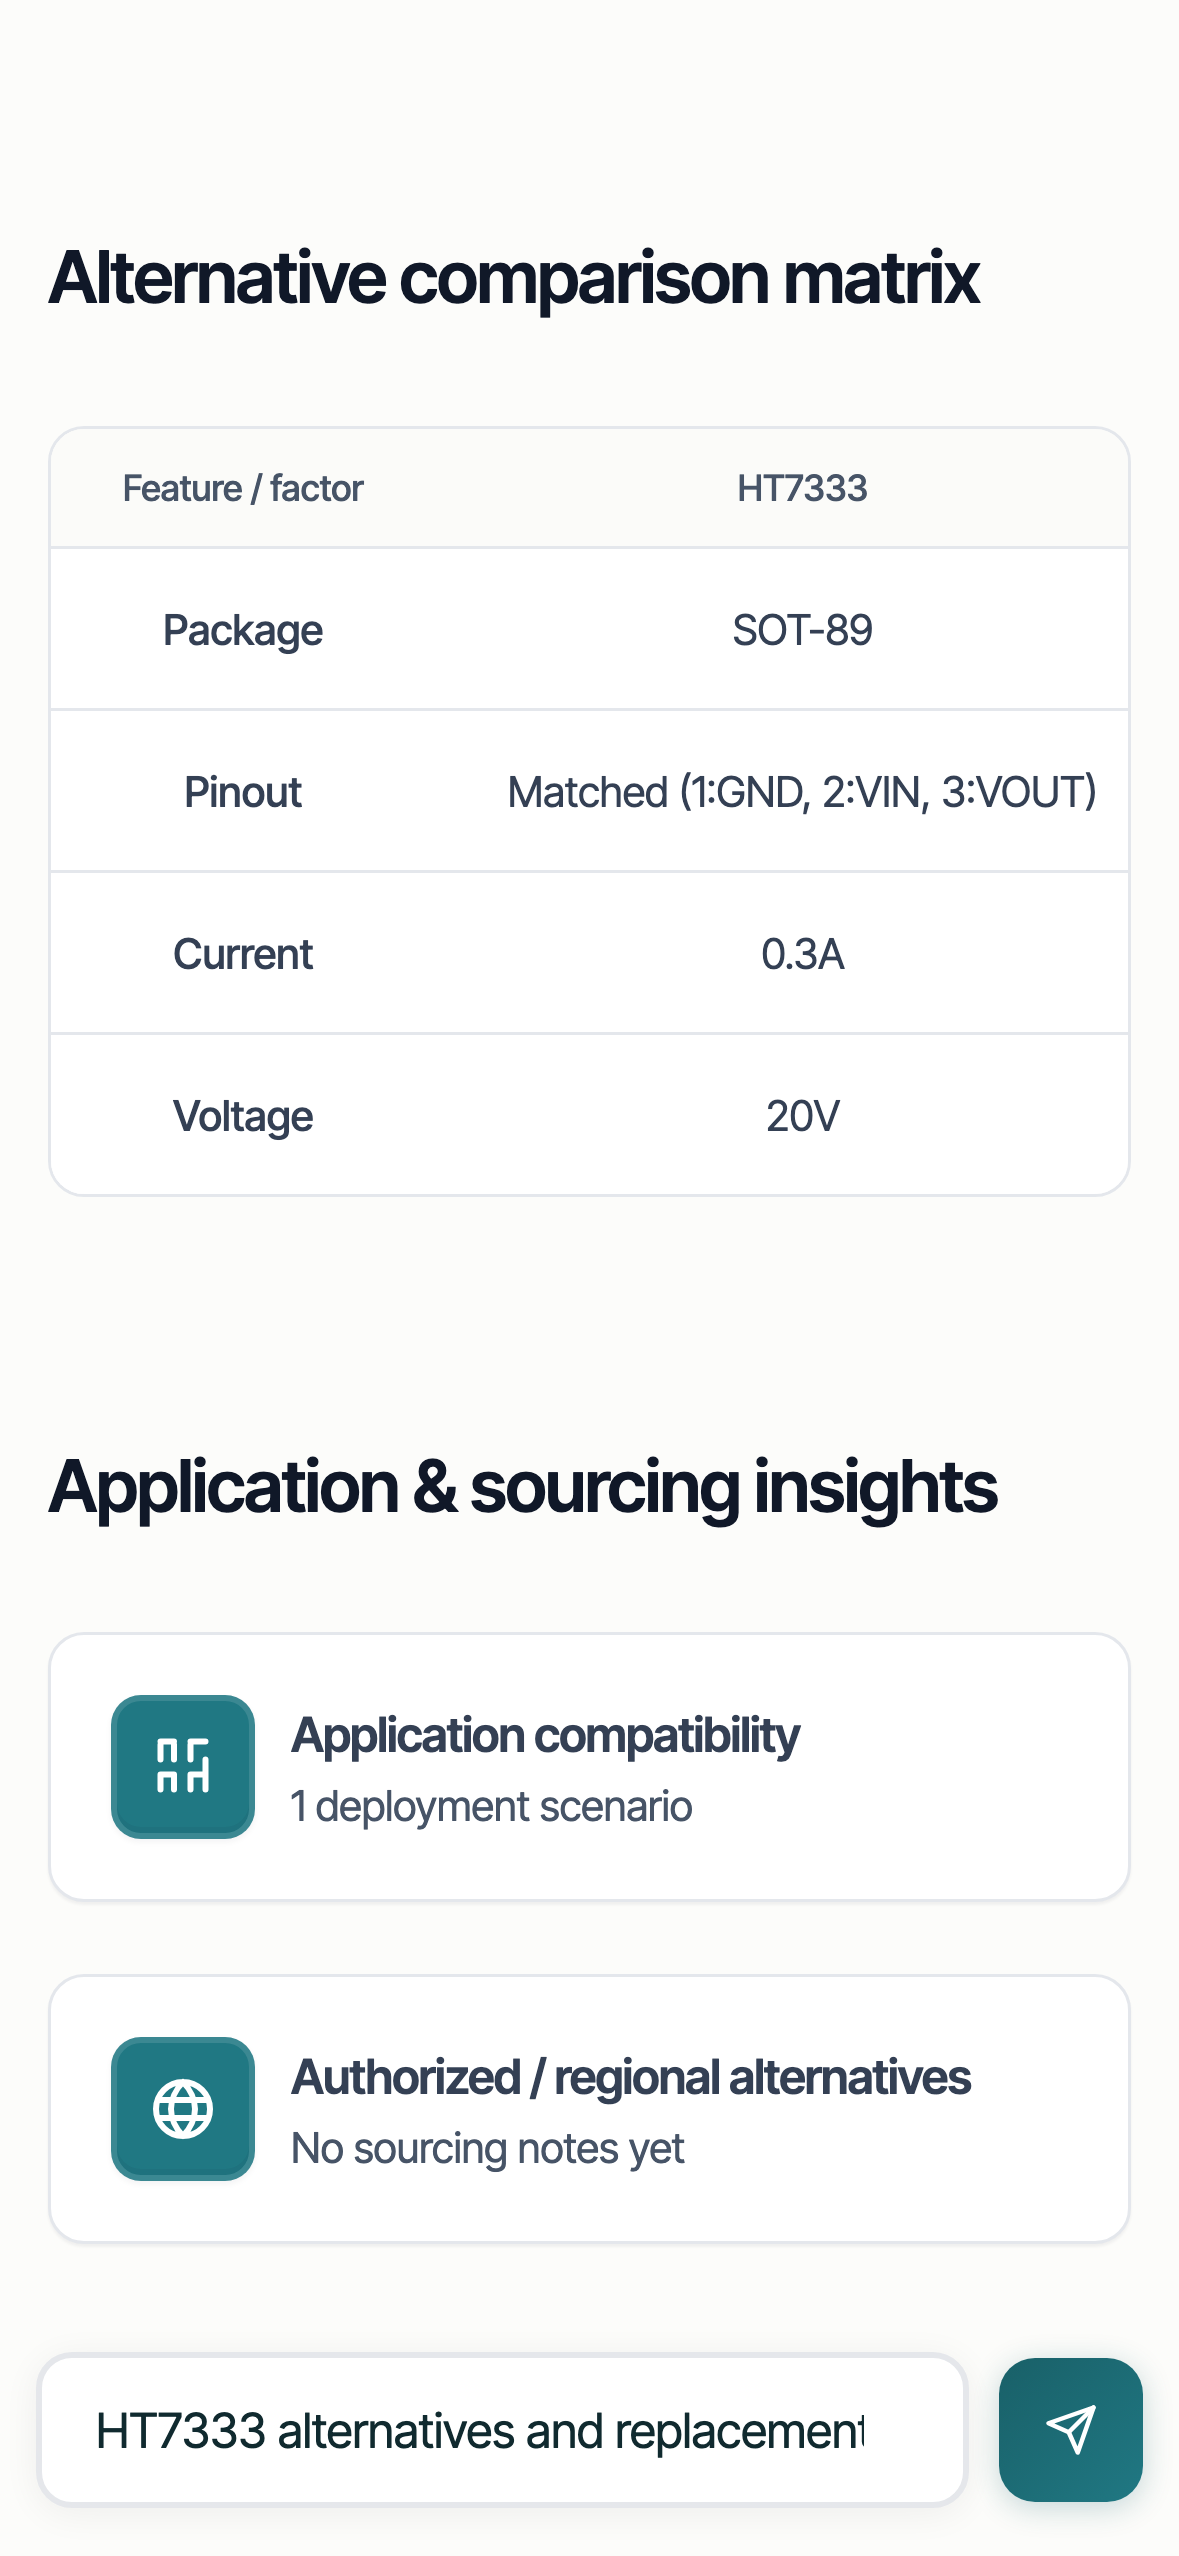 Alternative comparison matrix
Feature / factor HT7333
Package SOT-89
Pinout Matched (1:GND, 2:VIN, 3:VOUT)
Current 0.3A
Voltage 20V
Application & sourcing insights
Application compatibility
1 deployment scenario
Authorized / regional alternatives
No sourcing notes yet
HT7333 alternatives and replacement